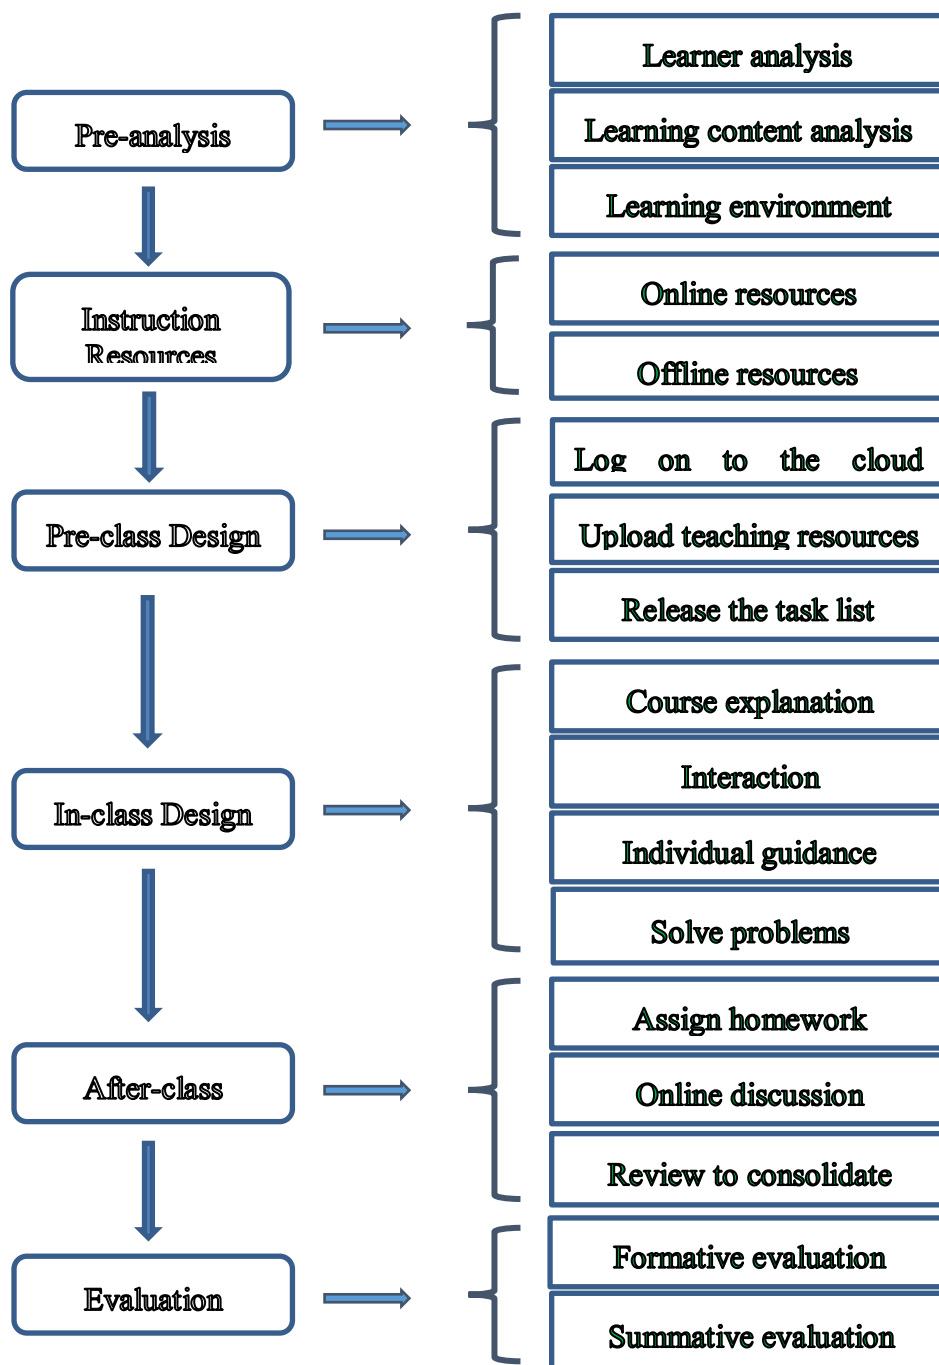 Learner analysis
Pre-analysis
Learning content analysis
Learning environment
Instruction
Resources
Online resources
Offline resources
Pre-class Design
Log on to the cloud
Upload teaching resources
Release the task list
In-class Design
Course explanation
Interaction
Individual guidance
Solve problems
After-class
Assign homework
Online discussion
Review to consolidate
Evaluation
Formative evaluation
Summative evaluation